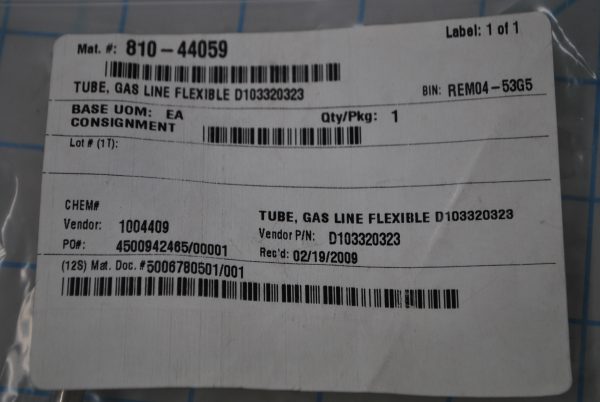 Label: 1 of 1
Mat. #: 810-44059
TUBE, GAS LINE FLEXIBLE D103320323
BIN: REM04-53G5
BASE UOM: EA
Qty/Pkg: 1
CONSIGNMENT
Lot # (1T):
CHEM#
TUBE, GAS LINE FLEXIBLE D103320323
Vendor: 1004409
Vendor P/N: D103320323
PO#: 4500942465/00001
Rec'd: 02/19/2009
(12S) Mat. Doc. #5006780501/001